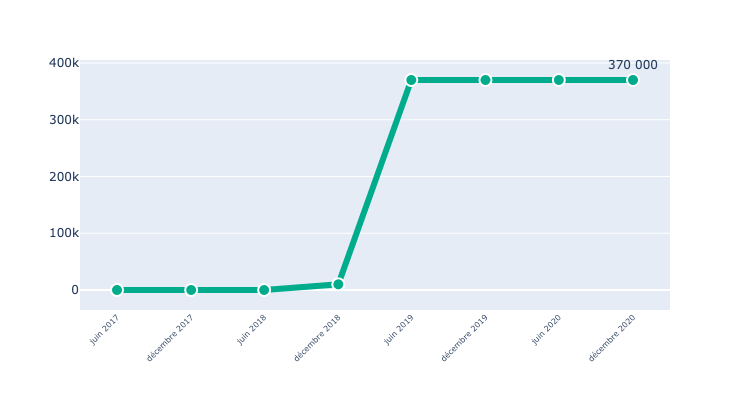 400k
300k
200k
100k
0
370 000
juin 2017
décembre 2017
juin 2018
décembre 2018
juin 2019
décembre 2019
juin 2020
décembre 2020